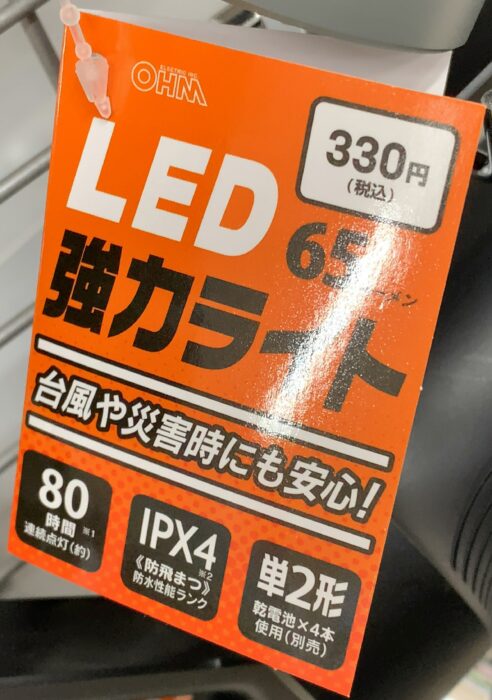 ELECTRIC INC.
OHM
330円
(税込)
LED
65
強力ライト
台風や災害時にも安心!
80
時間※1
連続点灯(約)
IPX4
※2
《防飛まつ》
防水性能ランク
単2形
乾電池×4本
使用(別売)